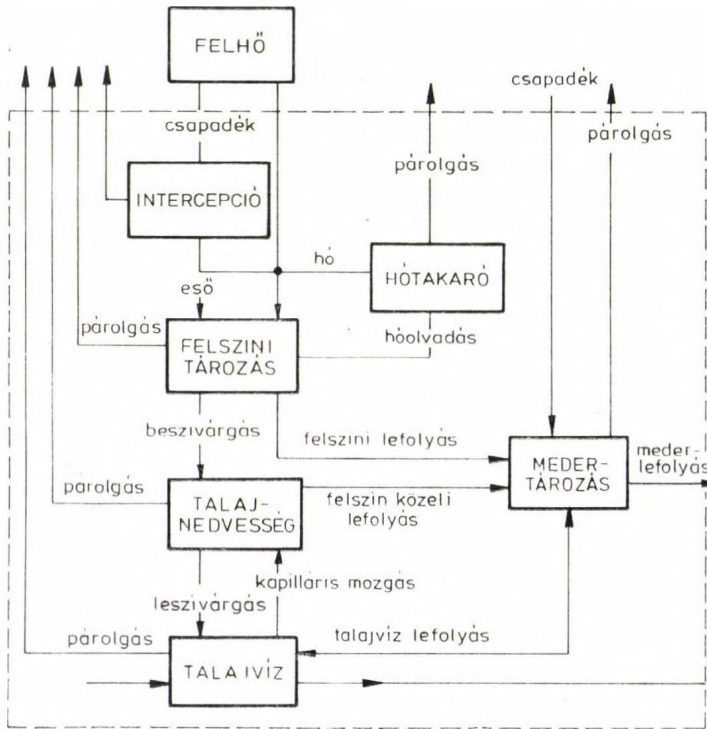 FELHŐ
csapadék
csapadék
párolgás
párolgás
INTERCEPCIÓ
hó
HÓTAKARÓ
eső
párolgás
hóolvadás
FELSZINI
TÁROZÁS
beszivárgás
felszini lefolyás
meder-
lefolyás
MEDER-
TÁROZÁS
párolgás
TALAJ-
NEDVESSÉG
felszin közeli
lefolyás
kapilláris mozgás
leszivárgás
párolgás
talajvíz lefolyás
TALAJVÍZ